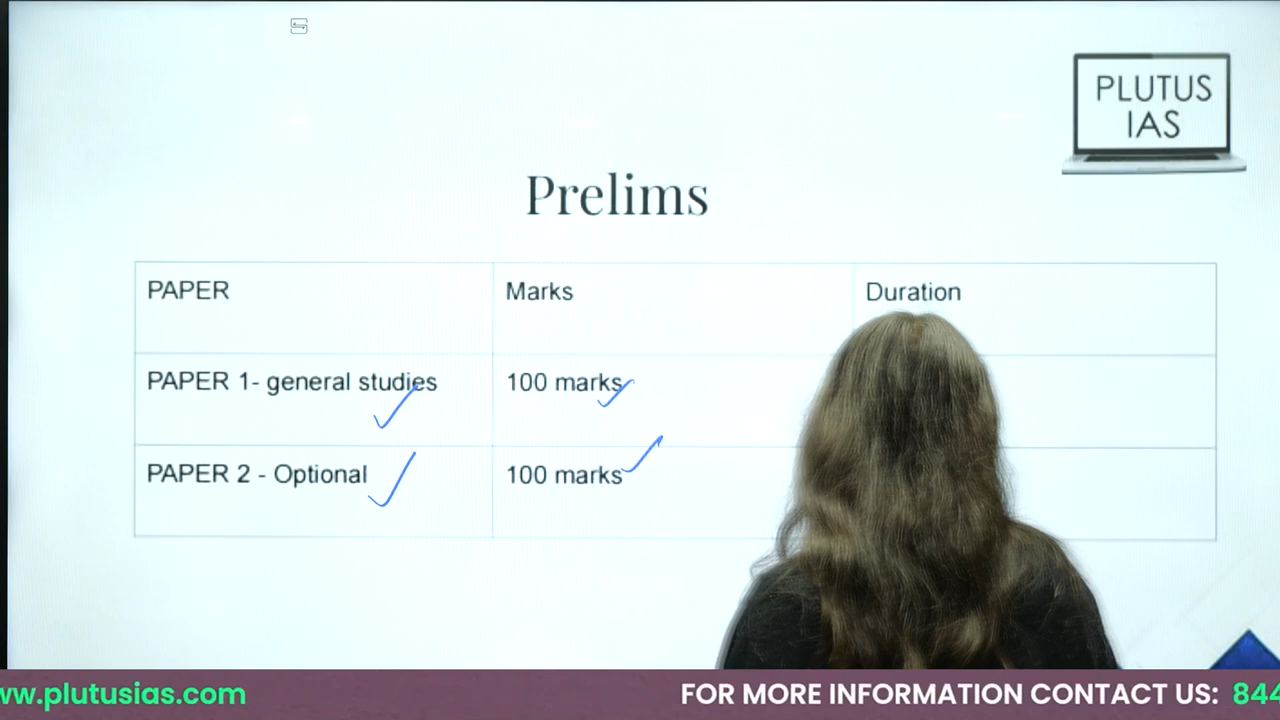 PLUTUS
IAS
Prelims
PAPER Marks Duration
PAPER 1- general studies 100 marks
PAPER 2 - Optional 100 marks
www.plutusias.com FOR MORE INFORMATION CONTACT US: 844